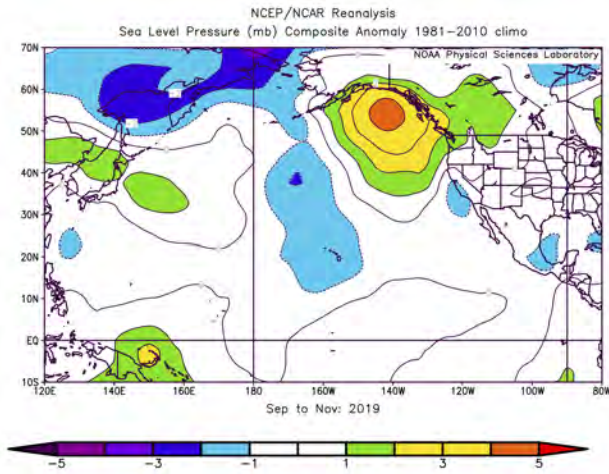 NCEP/NCAR Reanalysis
Sea Level Pressure (mb) Composite Anomaly 1981–2010 climo
NOAA Physical Sciences Laboratory
70N
60N
50N
40N
30N
20N
10N
EQ
10S
120E 140E 160E 180 160W 140W 120W 100W 80W
Sep to Nov: 2019
−5 −3 −1 1 3 5